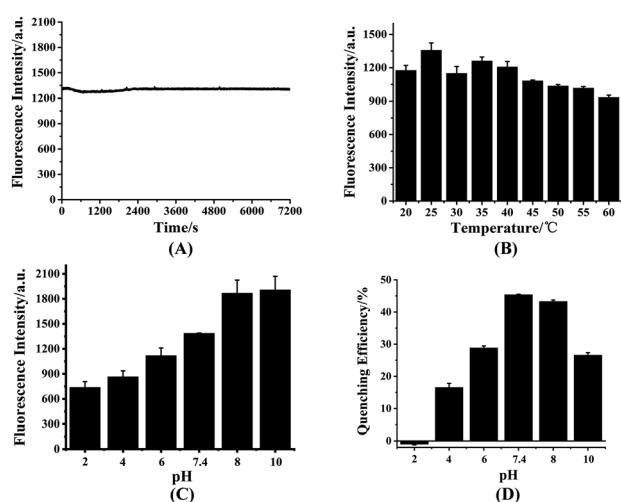 2100
1800
1500
1200
900
600
300
0
Fluorescence Intensity/a.u.
0 1200 2400 3600 4800 6000 7200
Time/s
(A)
1500
1200
900
600
300
0
Fluorescence Intensity/a.u.
20 25 30 35 40 45 50 55 60
Temperature/℃
(B)
2100
1800
1500
1200
900
600
300
0
Fluorescence Intensity/a.u.
2 4 6 7.4 8 10
pH
(C)
50
40
30
20
10
0
Quenching Efficiency/%
2 4 6 7.4 8 10
pH
(D)